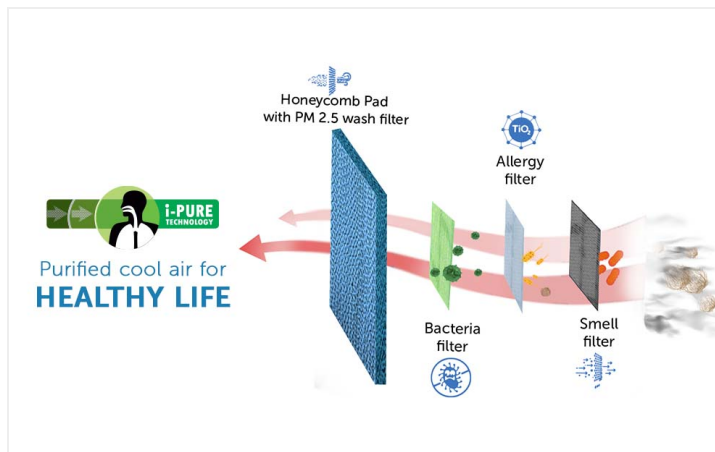 Honeycomb Pad
with PM 2.5 wash filter
TiO₂
Allergy
filter
i-PURE
TECHNOLOGY
Purified cool air for
HEALTHY LIFE
Bacteria
filter
Smell
filter